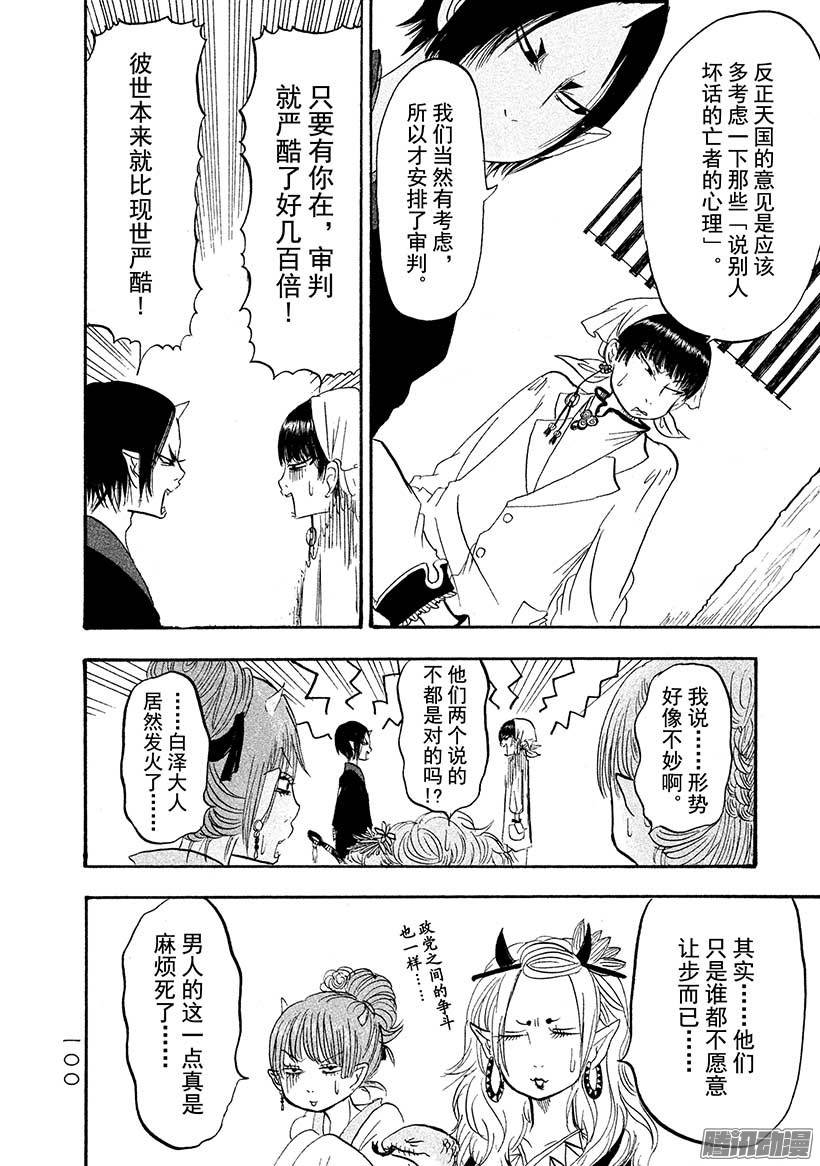 反正天国的意见是应该
多考虑一下那些「说别人
坏话的亡者的心理」。
我们当然有考虑，
所以才安排了审判。
只要有你在，审判
就严酷了好几百倍！
彼世本来就比现世严酷！
我说……形势
好像不妙啊。
他们两个说的
不都是对的吗!?
……白泽大人
居然发火了……
其实……他们
只是谁都不愿意
让步而已……
政党之间的争斗
也一样……
男人的这一点真是
麻烦死了……
100
腾讯动漫